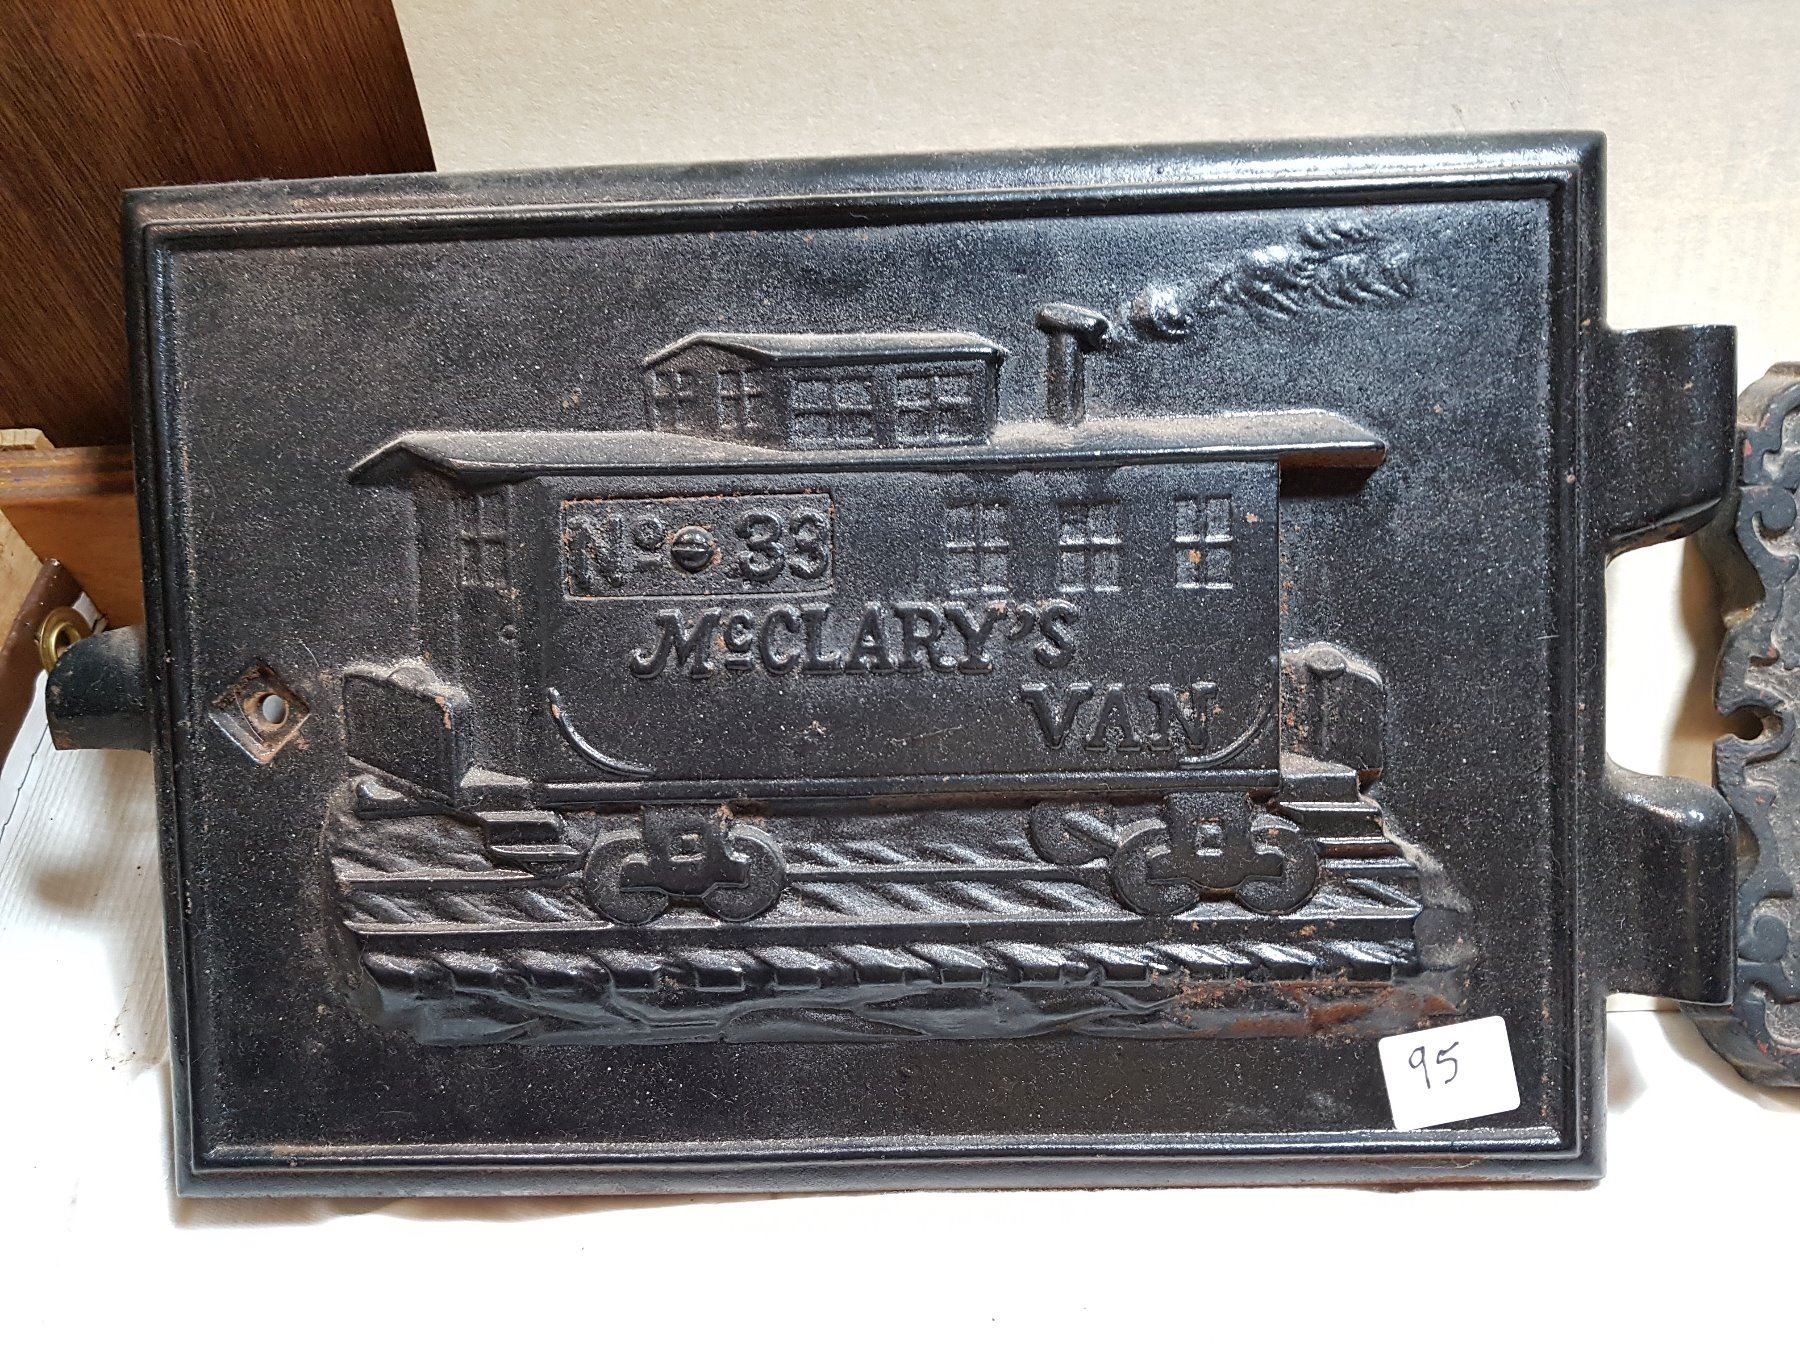 No 33
McCLARY'S
VAN
95